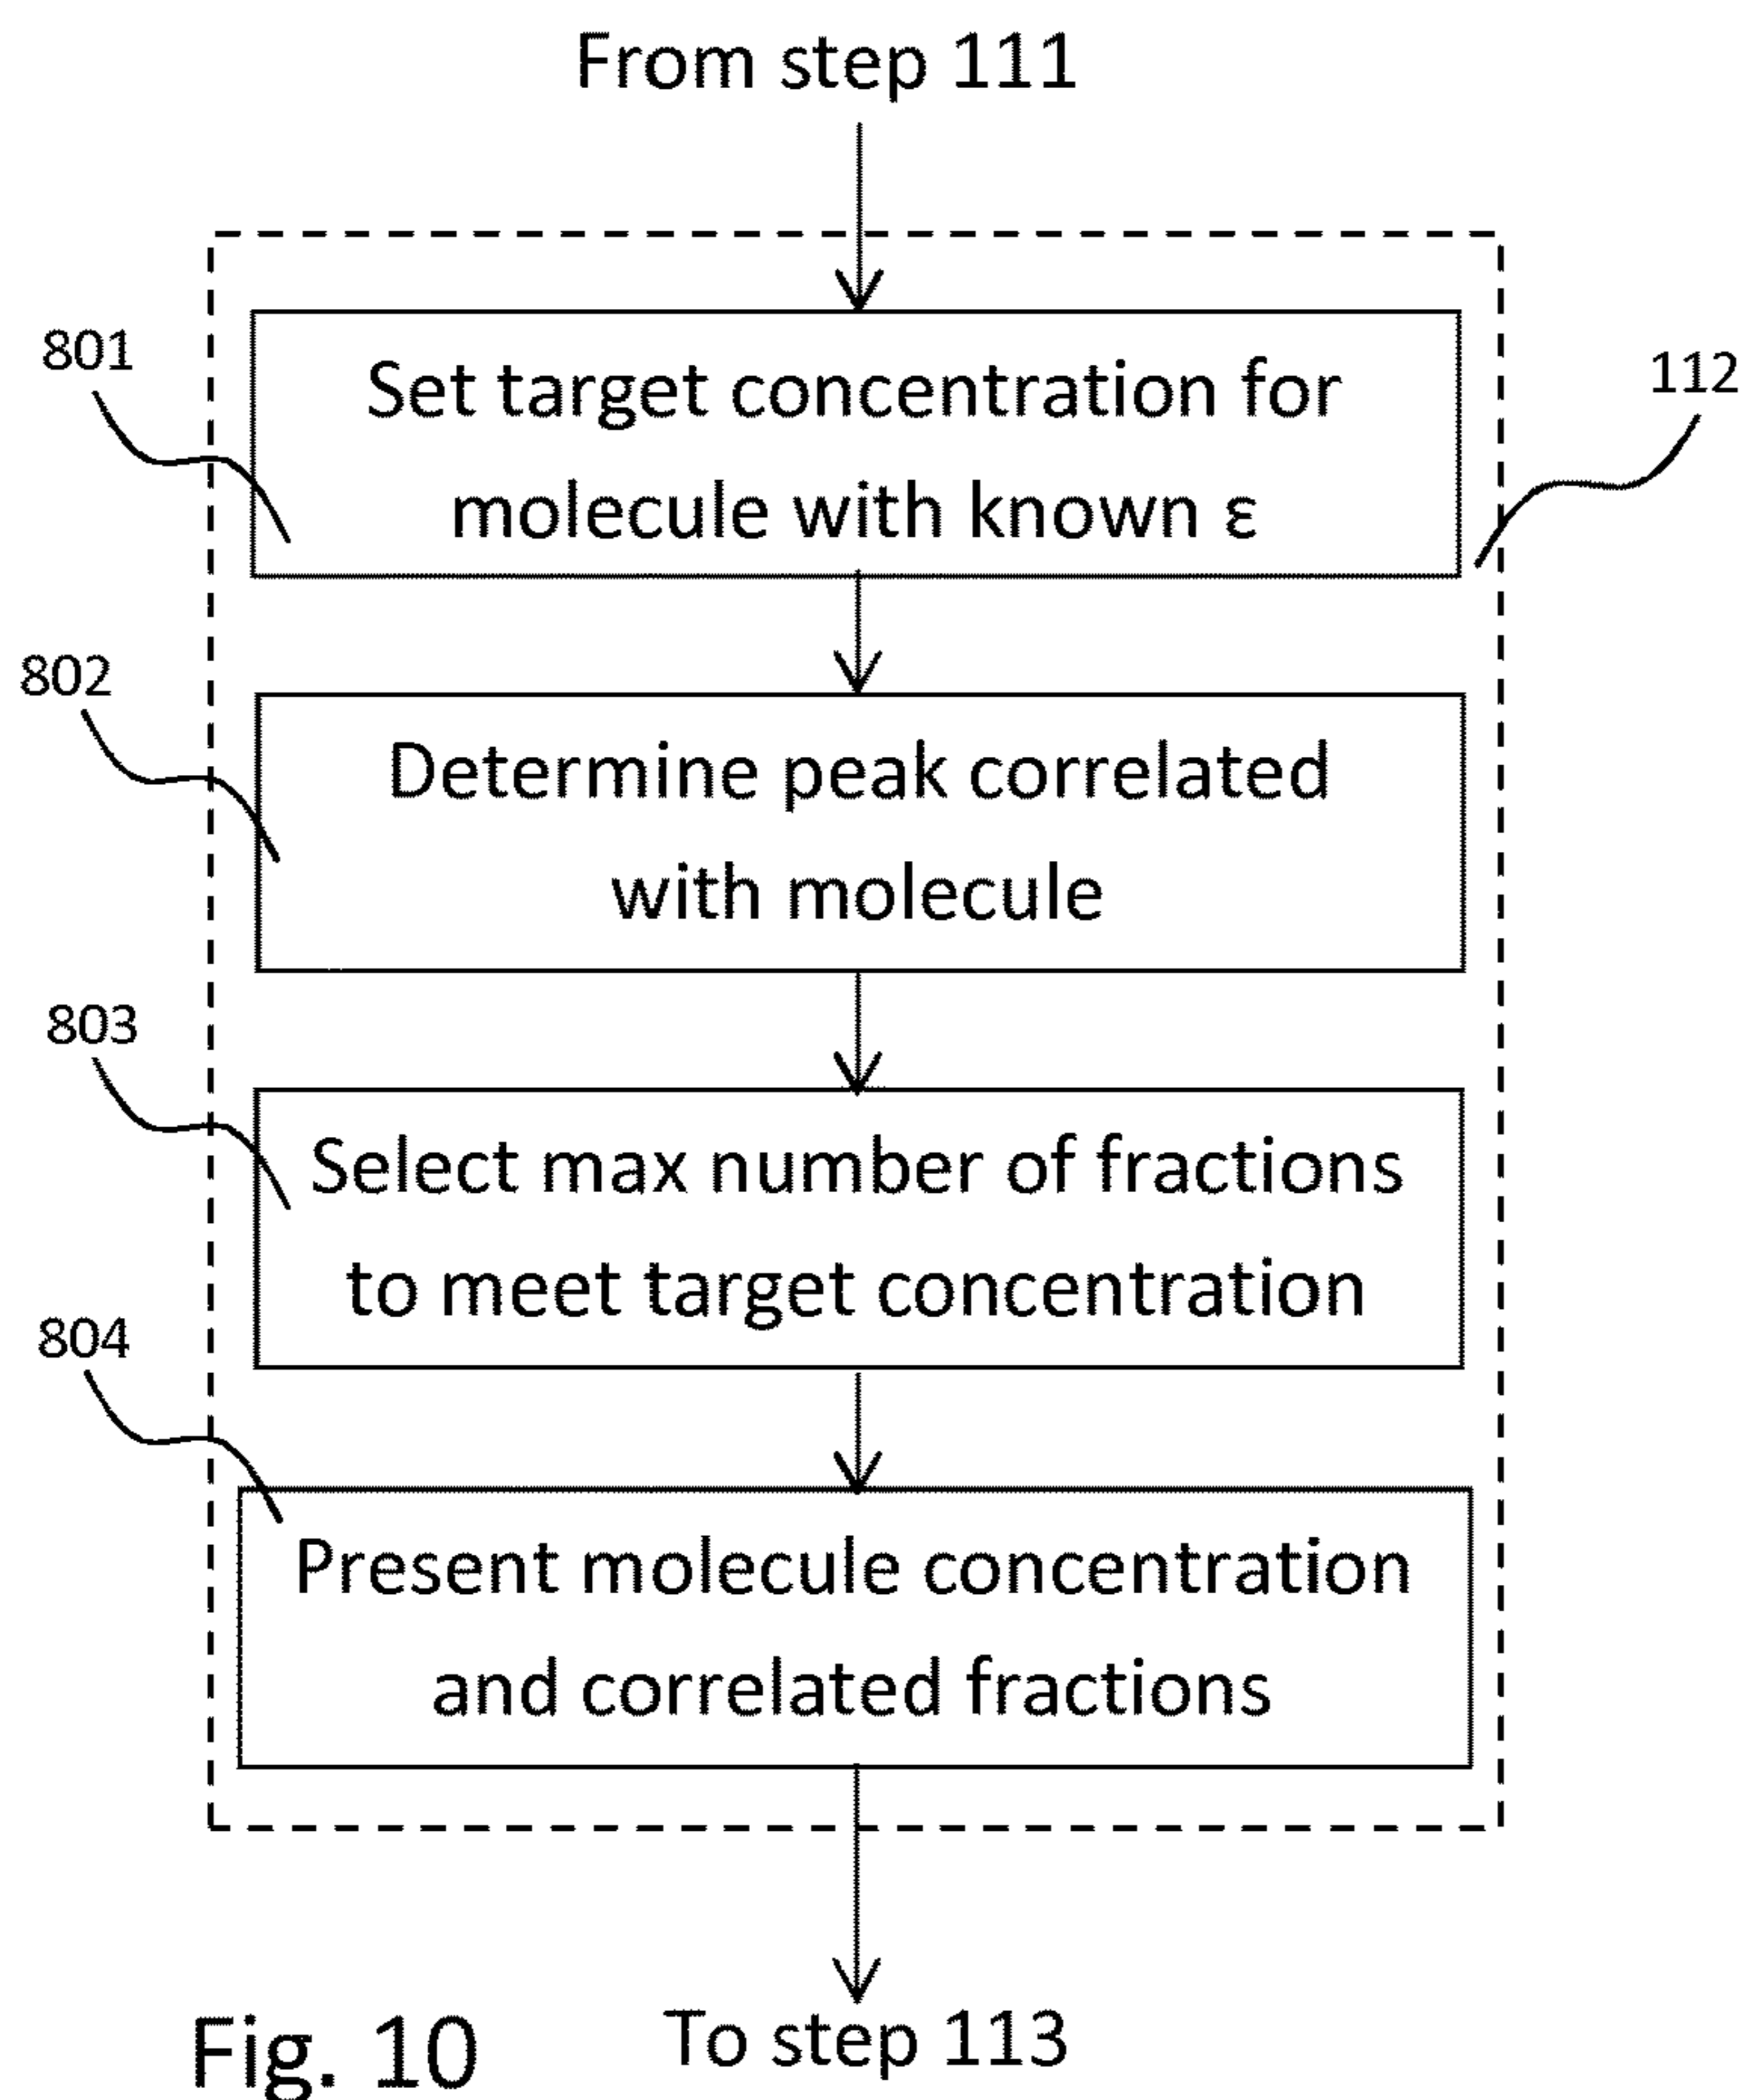 From step 111
801
Set target concentration for
112
molecule with known ε
802
Determine peak correlated
with molecule
803
Select max number of fractions
to meet target concentration
804
Present molecule concentration
and correlated fractions
Fig. 10
To step 113